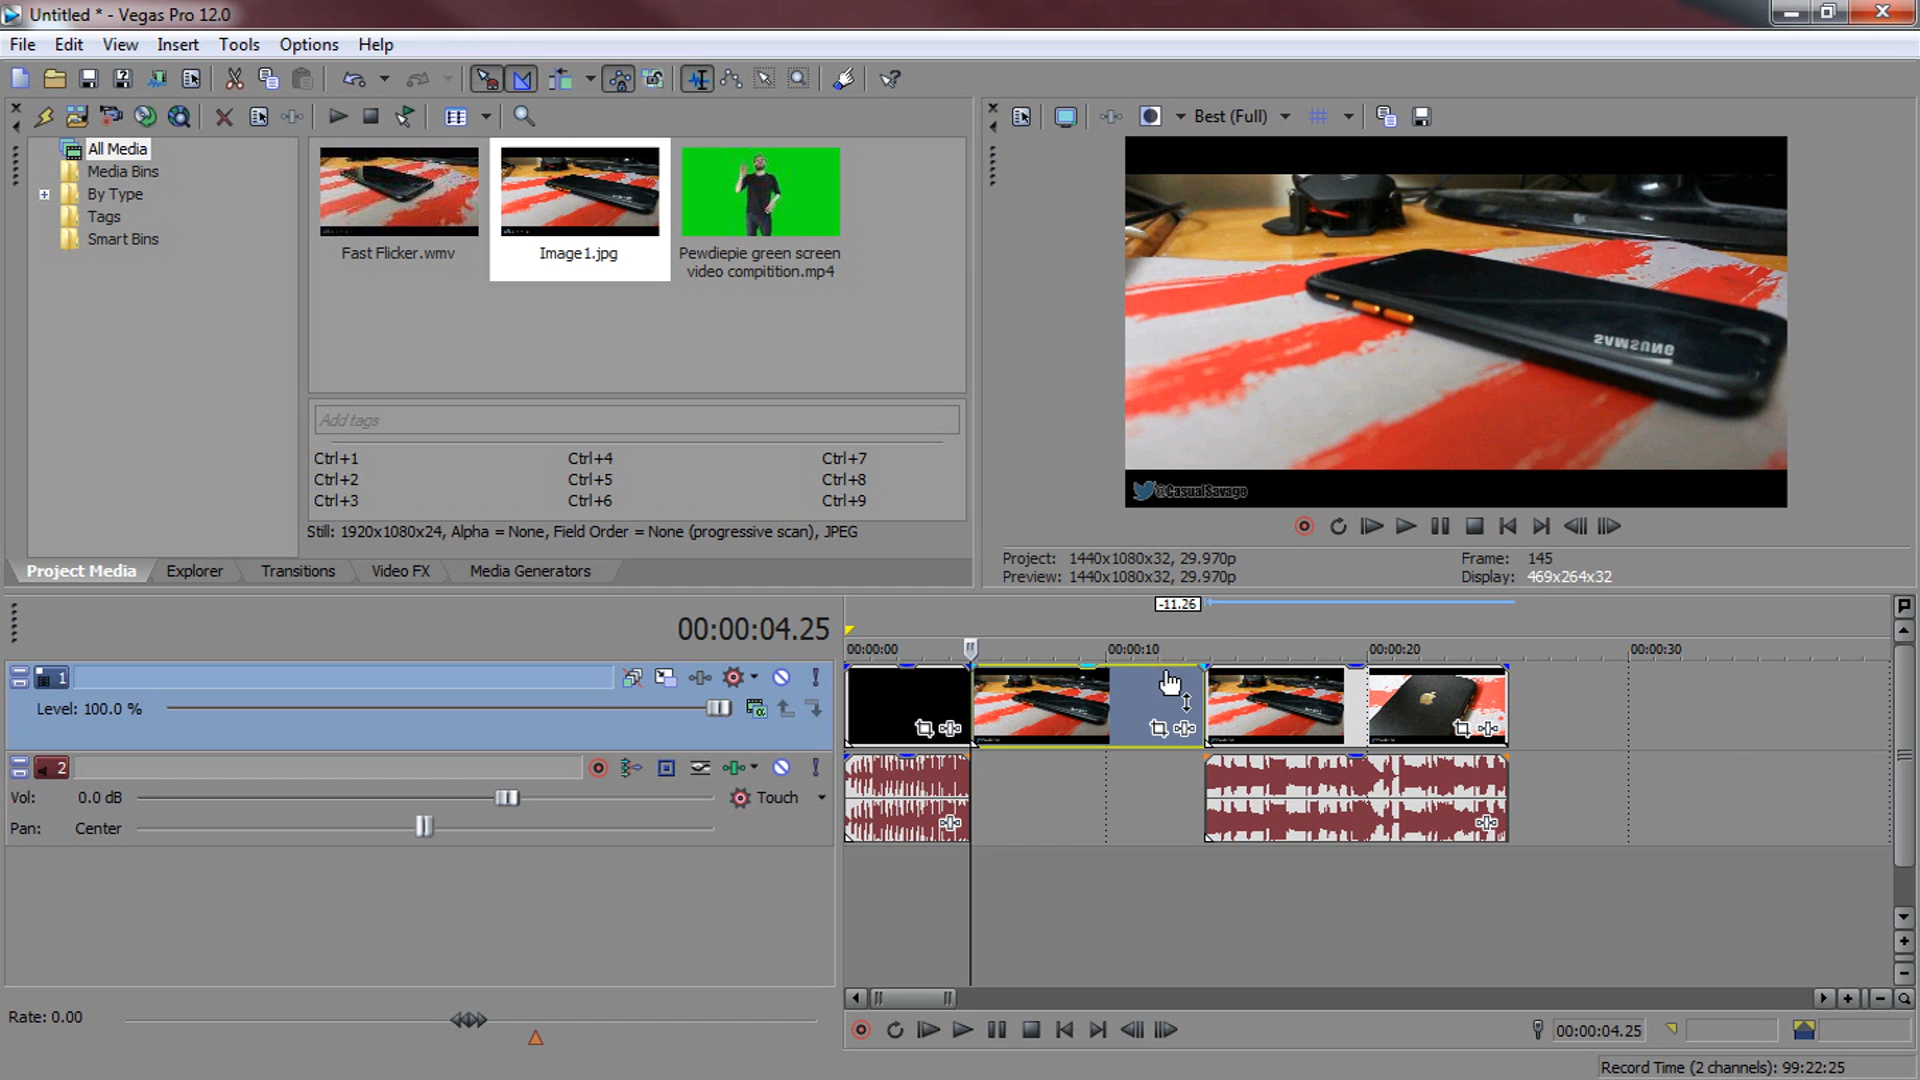 Untitled * - Vegas Pro 12.0
File Edit View Insert Tools Options Help
Best (Full)
All Media
Media Bins
By Type
Tags
Smart Bins
Fast Flicker.wmv
Image1.jpg
Pewdiepie green screen
video compitition.mp4
Add tags
Ctrl+1 Ctrl+4 Ctrl+7
Ctrl+2 Ctrl+5 Ctrl+8
Ctrl+3 Ctrl+6 Ctrl+9
Still: 1920x1080x24, Alpha = None, Field Order = None (progressive scan), JPEG
Project Media Explorer Transitions Video FX Media Generators
SAMSUNG
@CasualSavage
Project: 1440x1080x32, 29.970p Frame: 145
Preview: 1440x1080x32, 29.970p Display: 469x264x32
-11.26
00:00:04.25
00:00:00 00:00:10 00:00:20 00:00:30
1
Level: 100.0 %
2
Vol: 0.0 dB Touch
Pan: Center
Rate: 0.00
00:00:04.25
Record Time (2 channels): 99:22:25